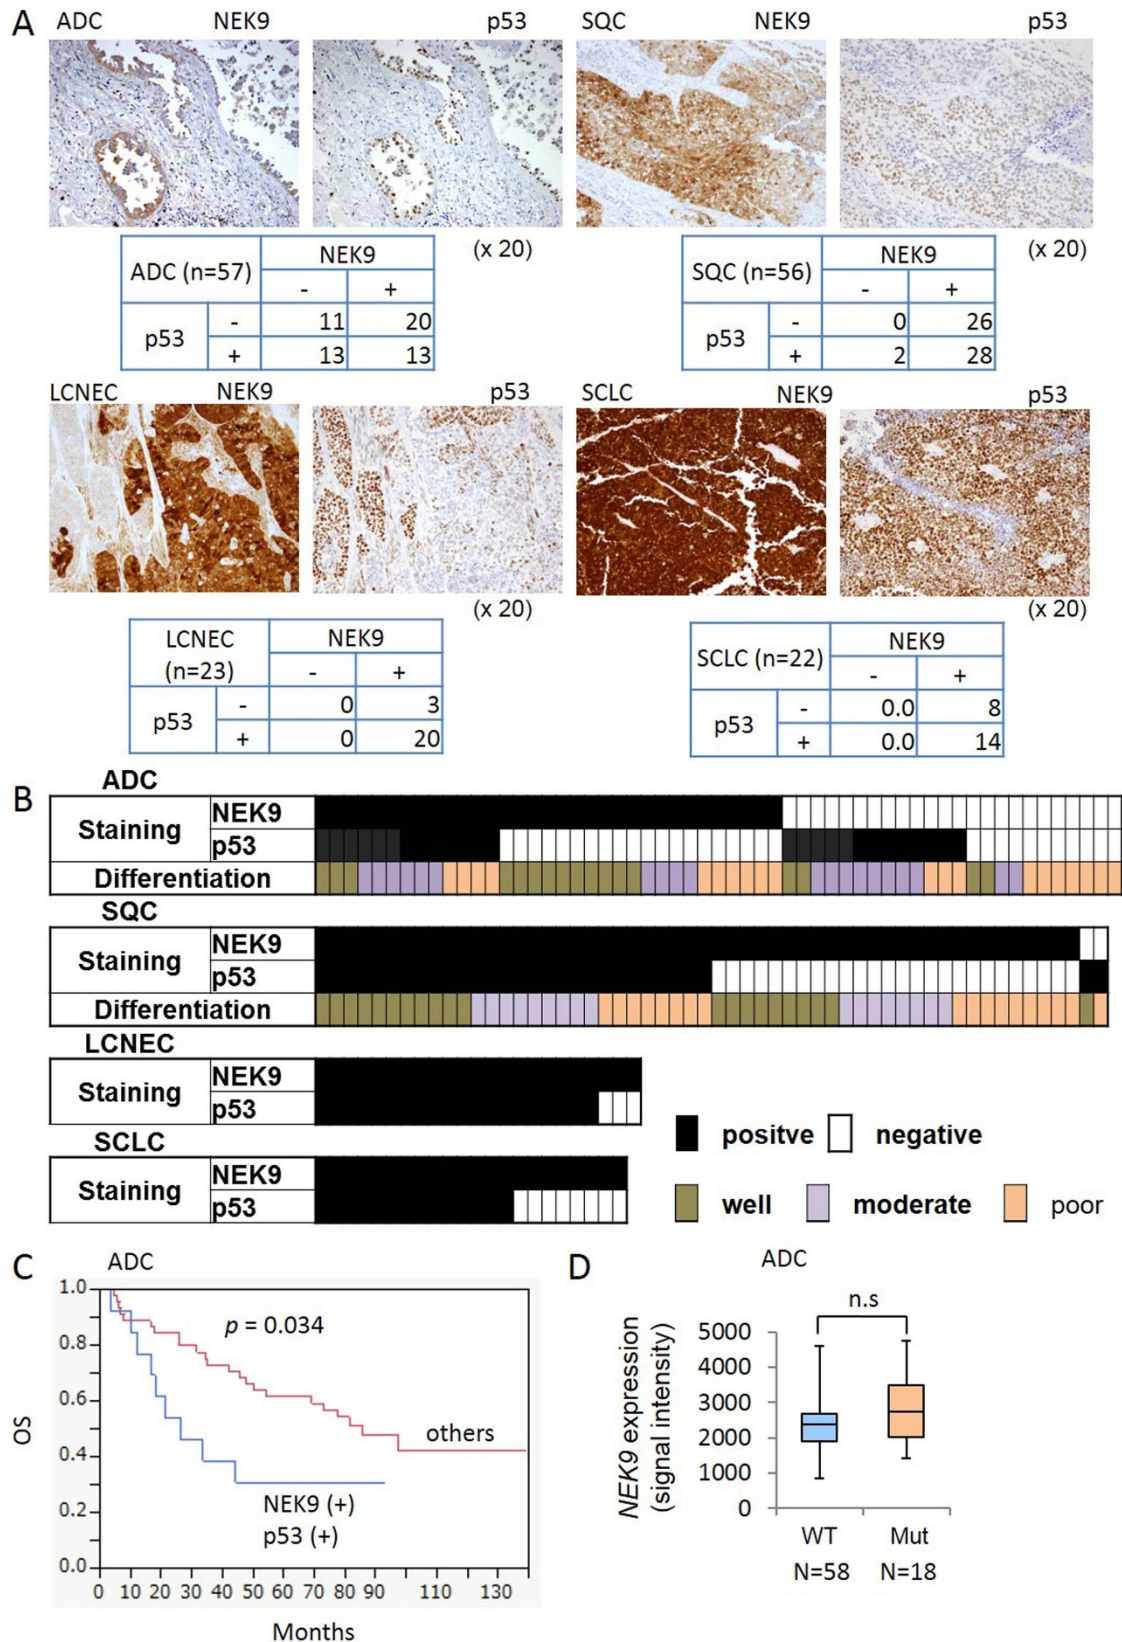 A
ADC NEK9 p53 SQC NEK9 p53
(x 20) (x 20)
ADC (n=57) NEK9
- +
p53 - 11 20
+ 13 13
SQC (n=56) NEK9
- +
p53 - 0 26
+ 2 28
LCNEC NEK9 p53 SCLC NEK9 p53
(x 20) (x 20)
LCNEC
(n=23)
NEK9
- +
p53 - 0 3
+ 0 20
SCLC (n=22) NEK9
- +
p53 - 0.0 8
+ 0.0 14
B
ADC
Staining NEK9
p53
Differentiation
SQC
Staining NEK9
p53
Differentiation
LCNEC
Staining NEK9
p53
SCLC
Staining NEK9
p53
positve negative
well moderate poor
C
ADC
1.0
0.8
0.6
0.4
0.2
0.0
OS
p = 0.034
others
NEK9 (+)
p53 (+)
0 10 20 30 40 50 60 70 80 90 110 130
Months
D
ADC
n.s
NEK9 expression
(signal intensity)
5000
4000
3000
2000
1000
0
WT Mut
N=58 N=18